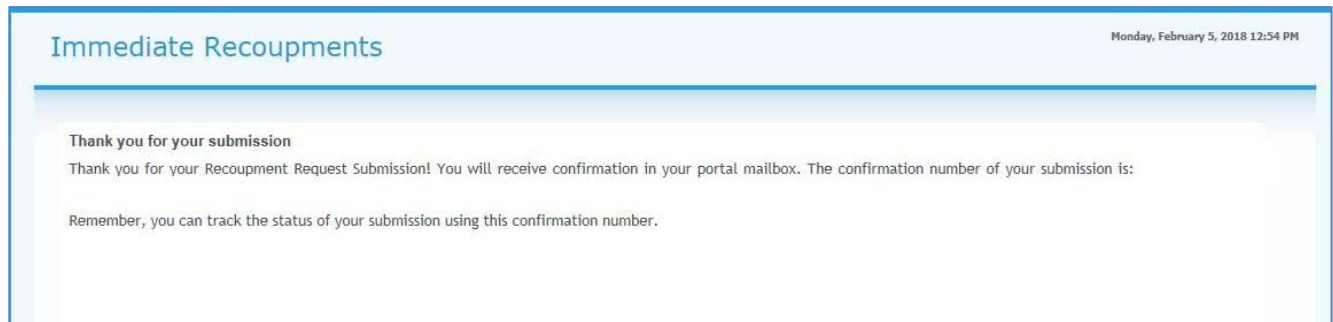 Immediate Recoupments
Monday, February 5, 2018 12:54 PM
Thank you for your submission
Thank you for your Recoupment Request Submission! You will receive confirmation in your portal mailbox. The confirmation number of your submission is:
Remember, you can track the status of your submission using this confirmation number.